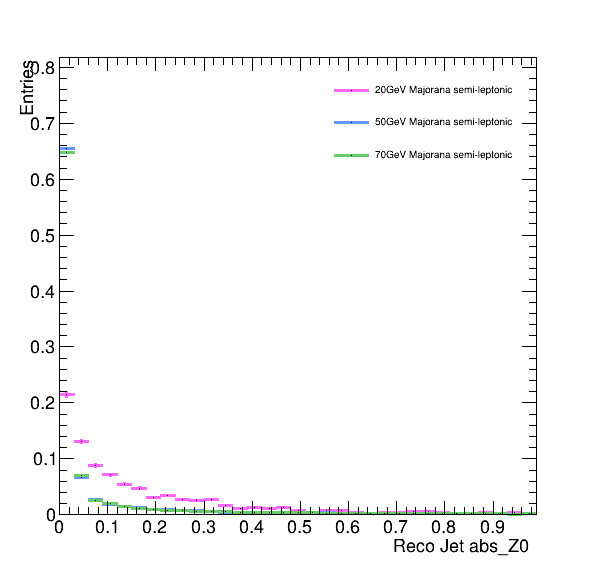 Entries
0.8
0.7
0.6
0.5
0.4
0.3
0.2
0.1
0
20GeV Majorana semi-leptonic
50GeV Majorana semi-leptonic
70GeV Majorana semi-leptonic
0 0.1 0.2 0.3 0.4 0.5 0.6 0.7 0.8 0.9
Reco Jet abs_Z0